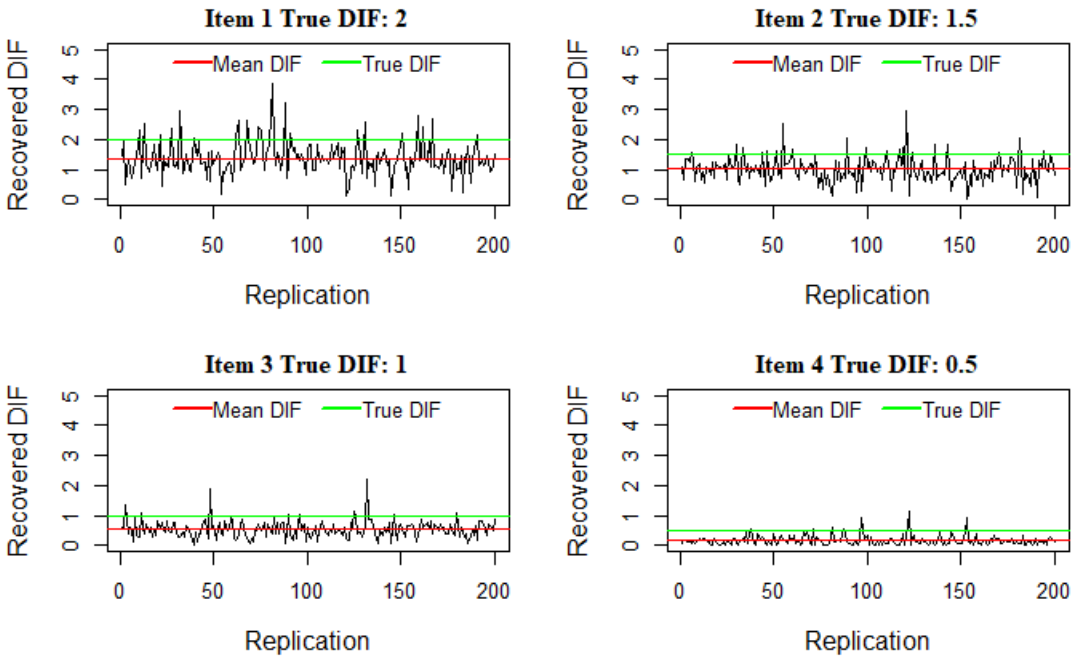 Item 1 True DIF: 2
Recovered DIF
5
4
3
2
1
0
Mean DIF
True DIF
0 50 100 150 200
Replication
Item 2 True DIF: 1.5
Recovered DIF
5
4
3
2
1
0
Mean DIF
True DIF
0 50 100 150 200
Replication
Item 3 True DIF: 1
Recovered DIF
5
4
3
2
1
0
Mean DIF
True DIF
0 50 100 150 200
Replication
Item 4 True DIF: 0.5
Recovered DIF
5
4
3
2
1
0
Mean DIF
True DIF
0 50 100 150 200
Replication